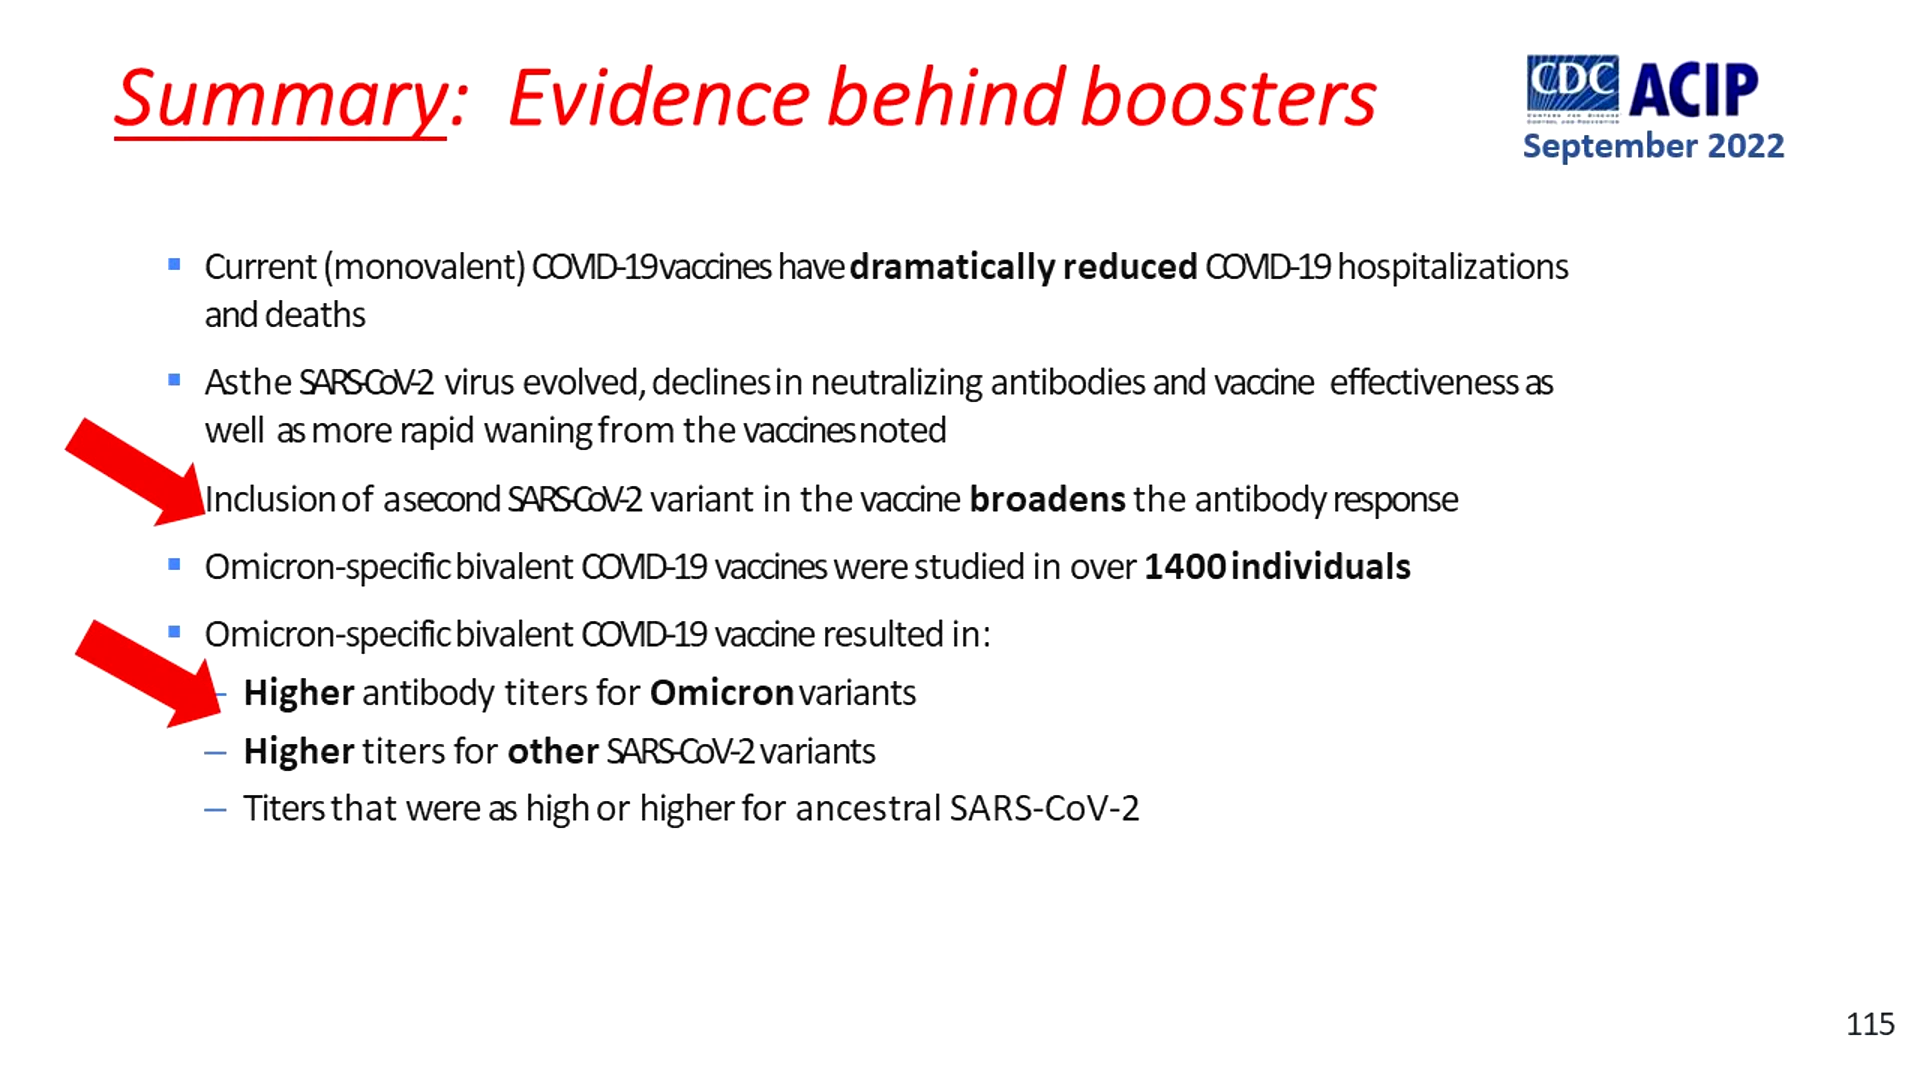 Summary: Evidence behind boosters
CDC ACIP
September 2022
Current (monovalent) COVID-19 vaccines have dramatically reduced COVID-19 hospitalizations
and deaths
As the SARS-CoV-2 virus evolved, declines in neutralizing antibodies and vaccine effectiveness as
well as more rapid waning from the vaccines noted
Inclusion of a second SARS-CoV-2 variant in the vaccine broadens the antibody response
Omicron-specific bivalent COVID-19 vaccines were studied in over 1400 individuals
Omicron-specific bivalent COVID-19 vaccine resulted in:
– Higher antibody titers for Omicron variants
– Higher titers for other SARS-CoV-2 variants
– Titers that were as high or higher for ancestral SARS-CoV-2
115